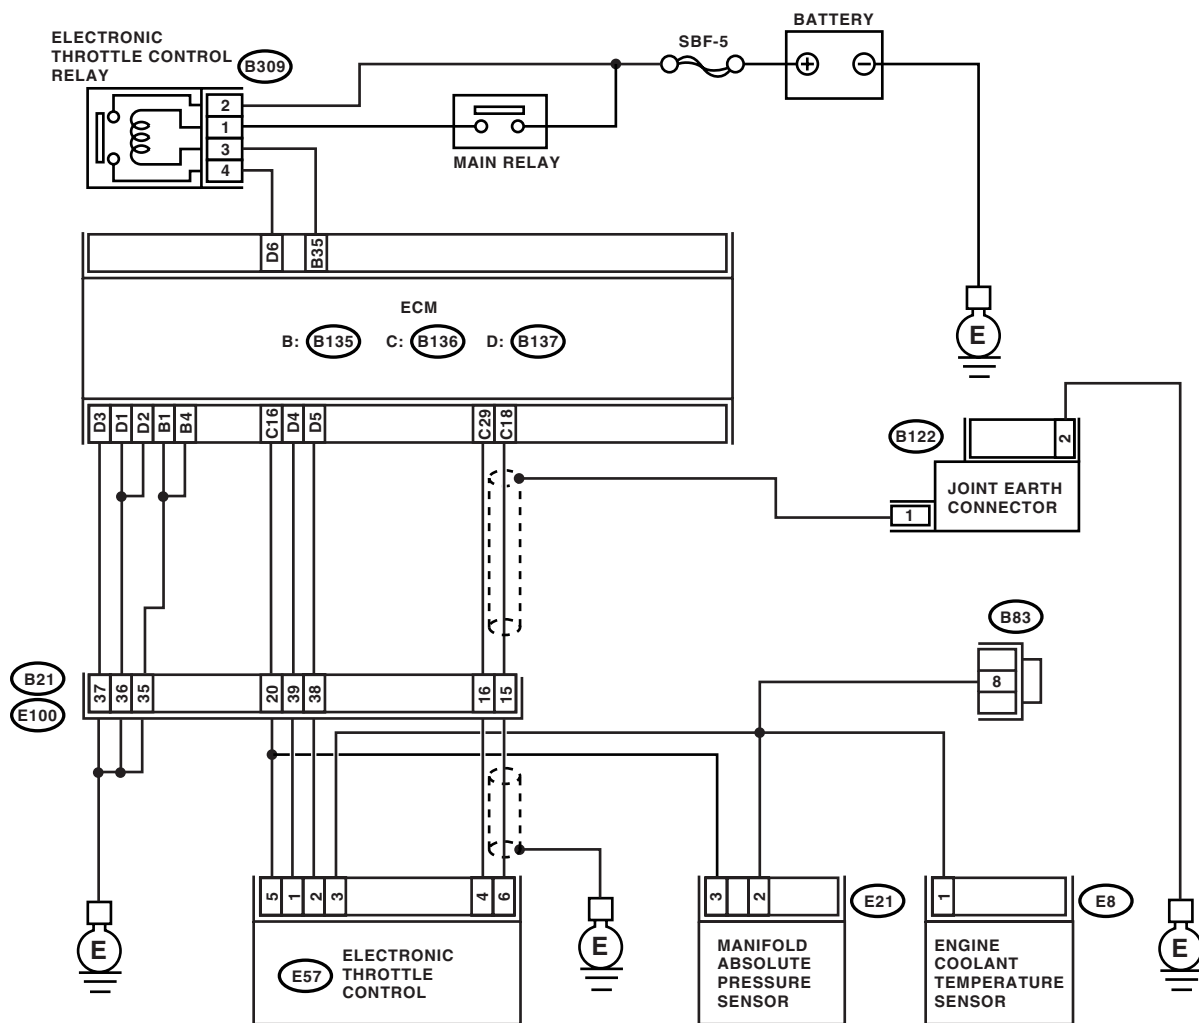 BATTERY
ELECTRONIC
THROTTLE CONTROL
RELAY
B309
SBF-5
2
1
3
4
MAIN RELAY
D6
B35
E
ECM
B: B135 C: B136 D: B137
D3
D1
D2
B1
B4
C16
D4
D5
C29
C18
B122
2
JOINT EARTH
CONNECTOR
1
B83
8
B21
E100
37
36
35
20
39
38
16
15
5
1
2
3
4
6
3
2
E21
1
E8
E
E57
ELECTRONIC
THROTTLE
CONTROL
E
MANIFOLD
ABSOLUTE
PRESSURE
SENSOR
ENGINE
COOLANT
TEMPERATURE
SENSOR
E